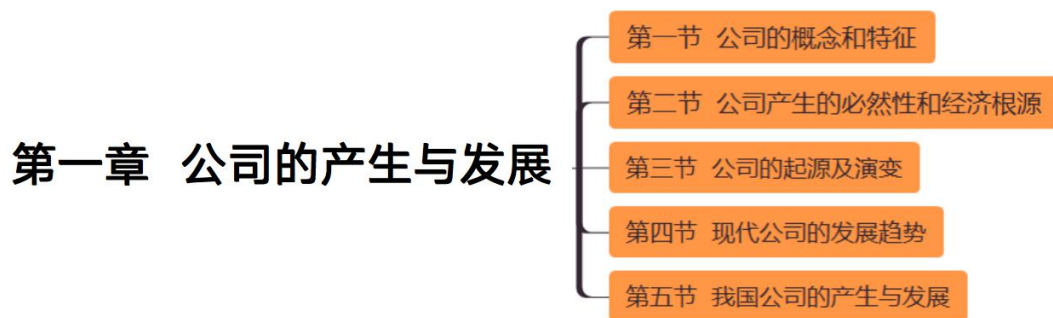 第一章 公司的产生与发展
第一节 公司的概念和特征
第二节 公司产生的必然性和经济根源
第三节 公司的起源及演变
第四节 现代公司的发展趋势
第五节 我国公司的产生与发展